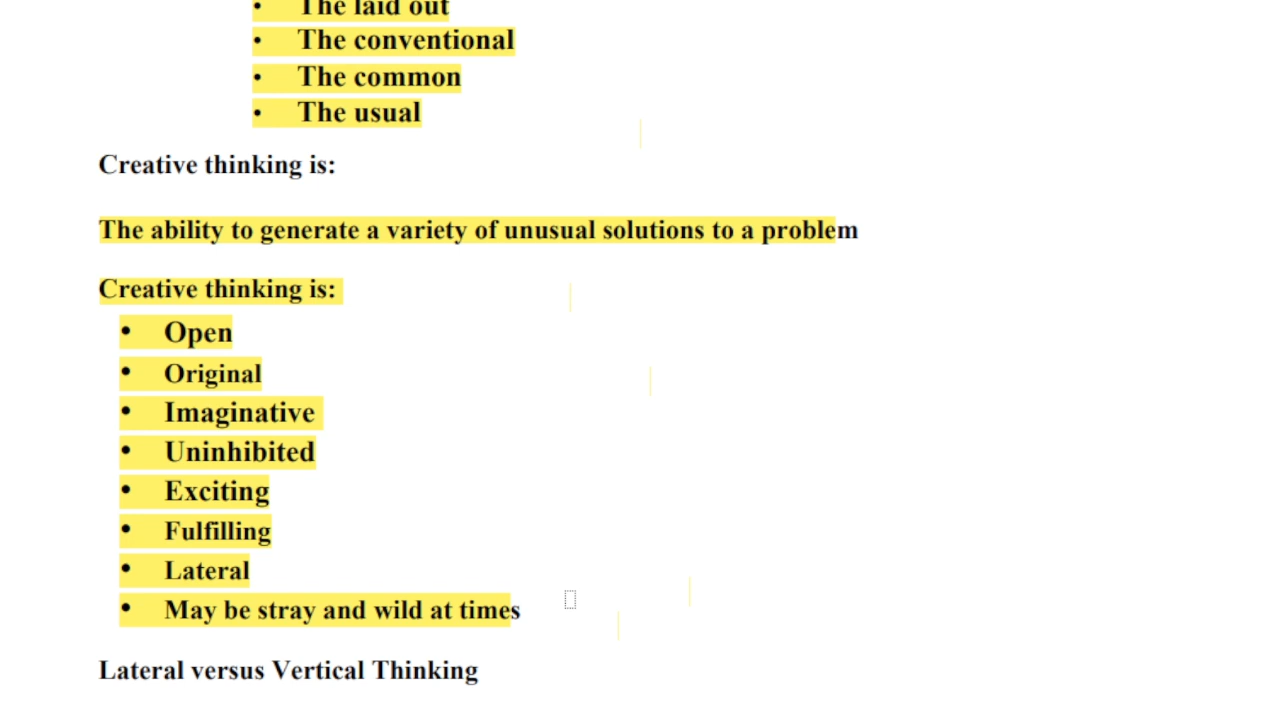 • The laid out
• The conventional
• The common
• The usual
Creative thinking is:
The ability to generate a variety of unusual solutions to a problem
Creative thinking is:
• Open
• Original
• Imaginative
• Uninhibited
• Exciting
• Fulfilling
• Lateral
• May be stray and wild at times
Lateral versus Vertical Thinking